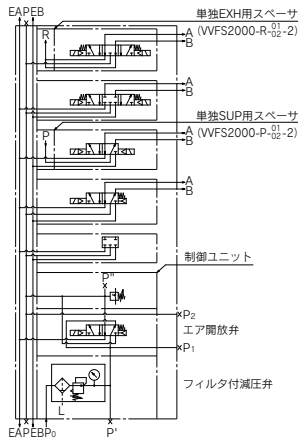 EAPEB
単独EXH用スペーサ
(VVFS2000-R-01/02-2)
R
A
B
A
B
単独SUP用スペーサ
(VVFS2000-P-01/02-2)
P
A
B
A
B
制御ユニット
P"
P2
エア開放弁
P1
フィルタ付減圧弁
L
EAPEBP0
P'